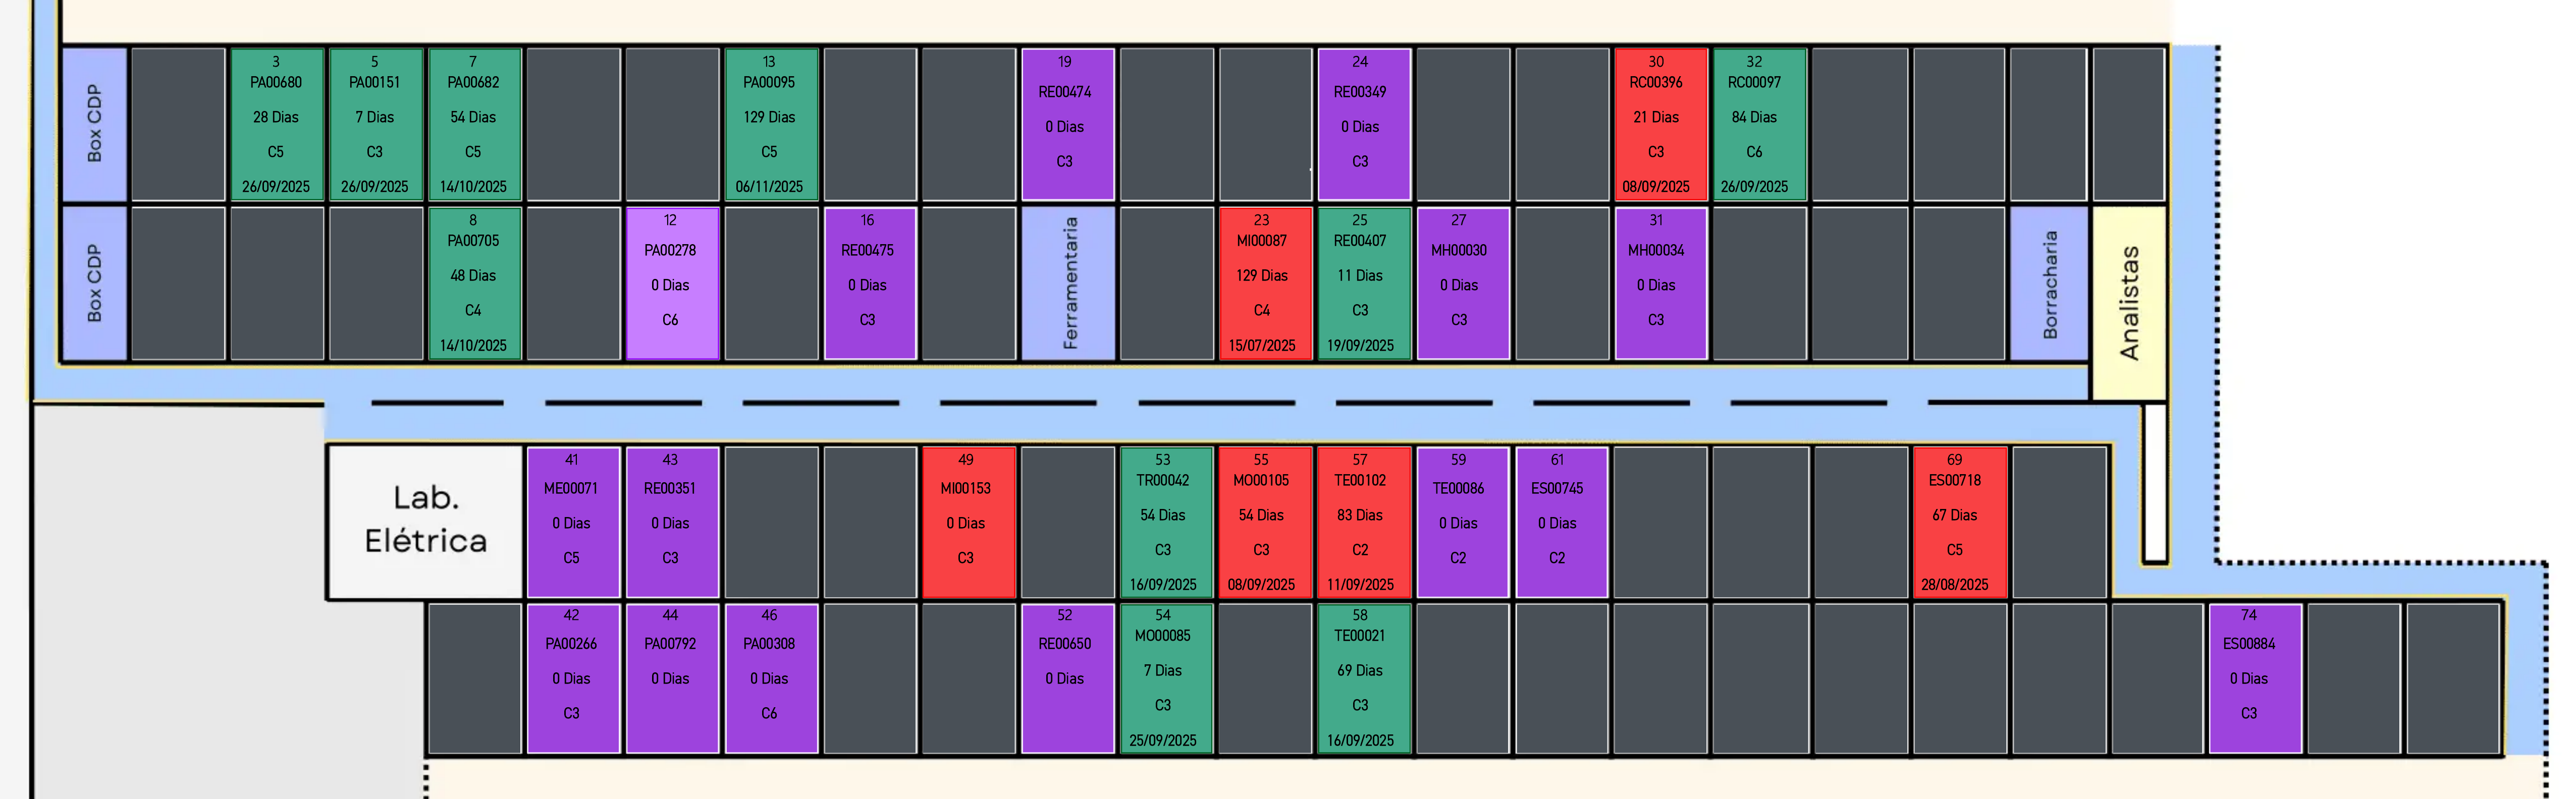 Box CDP
3
PA00680
28 Dias
C5
26/09/2025
5
PA00151
7 Dias
C3
26/09/2025
7
PA00682
54 Dias
C5
14/10/2025
13
PA00095
129 Dias
C5
06/11/2025
19
RE00474
0 Dias
C3
24
RE00349
0 Dias
C3
30
RC00396
21 Dias
C3
08/09/2025
32
RC00097
84 Dias
C6
26/09/2025
Box CDP
8
PA00705
48 Dias
C4
14/10/2025
12
PA00278
0 Dias
C6
16
RE00475
0 Dias
C3
Ferramentaria
23
MI00087
129 Dias
C4
15/07/2025
25
RE00407
11 Dias
C3
19/09/2025
27
MH00030
0 Dias
C3
31
MH00034
0 Dias
C3
Borracharia
Analistas
Lab.
Elétrica
41
ME00071
0 Dias
C5
43
RE00351
0 Dias
C3
49
MI00153
0 Dias
C3
53
TR00042
54 Dias
C3
16/09/2025
55
MO00105
54 Dias
C3
08/09/2025
57
TE00102
83 Dias
C2
11/09/2025
59
TE00086
0 Dias
C2
61
ES00745
0 Dias
C2
69
ES00718
67 Dias
C5
28/08/2025
42
PA00266
0 Dias
C3
44
PA00792
0 Dias
46
PA00308
0 Dias
C6
52
RE00650
0 Dias
54
MO00085
7 Dias
C3
25/09/2025
58
TE00021
69 Dias
C3
16/09/2025
74
ES00884
0 Dias
C3